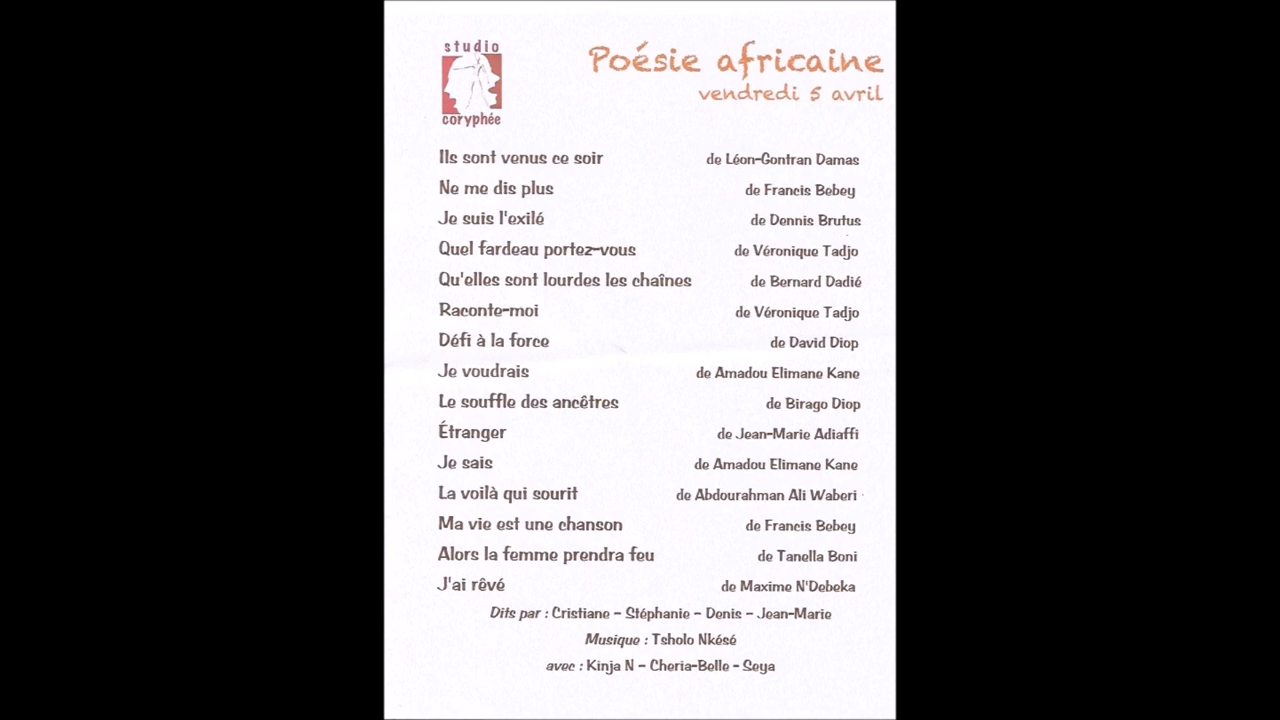 studio
coryphée
Poésie africaine
vendredi 5 avril
Ils sont venus ce soir de Léon-Gontran Damas
Ne me dis plus de Francis Bebey
Je suis l'exilé de Dennis Brutus
Quel fardeau portez-vous de Véronique Tadjo
Qu'elles sont lourdes les chaînes de Bernard Dadié
Raconte-moi de Véronique Tadjo
Défi à la force de David Diop
Je voudrais de Amadou Elimane Kane
Le souffle des ancêtres de Birago Diop
Étranger de Jean-Marie Adiaffi
Je sais de Amadou Elimane Kane
La voilà qui sourit de Abdourahman Ali Waberi
Ma vie est une chanson de Francis Bebey
Alors la femme prendra feu de Tanella Boni
J'ai rêvé de Maxime N'Debeka
Dits par : Cristiane – Stéphanie – Denis – Jean-Marie
Musique : Tsholo Nkésé
avec : Kinja N – Cheria-Belle - Seya